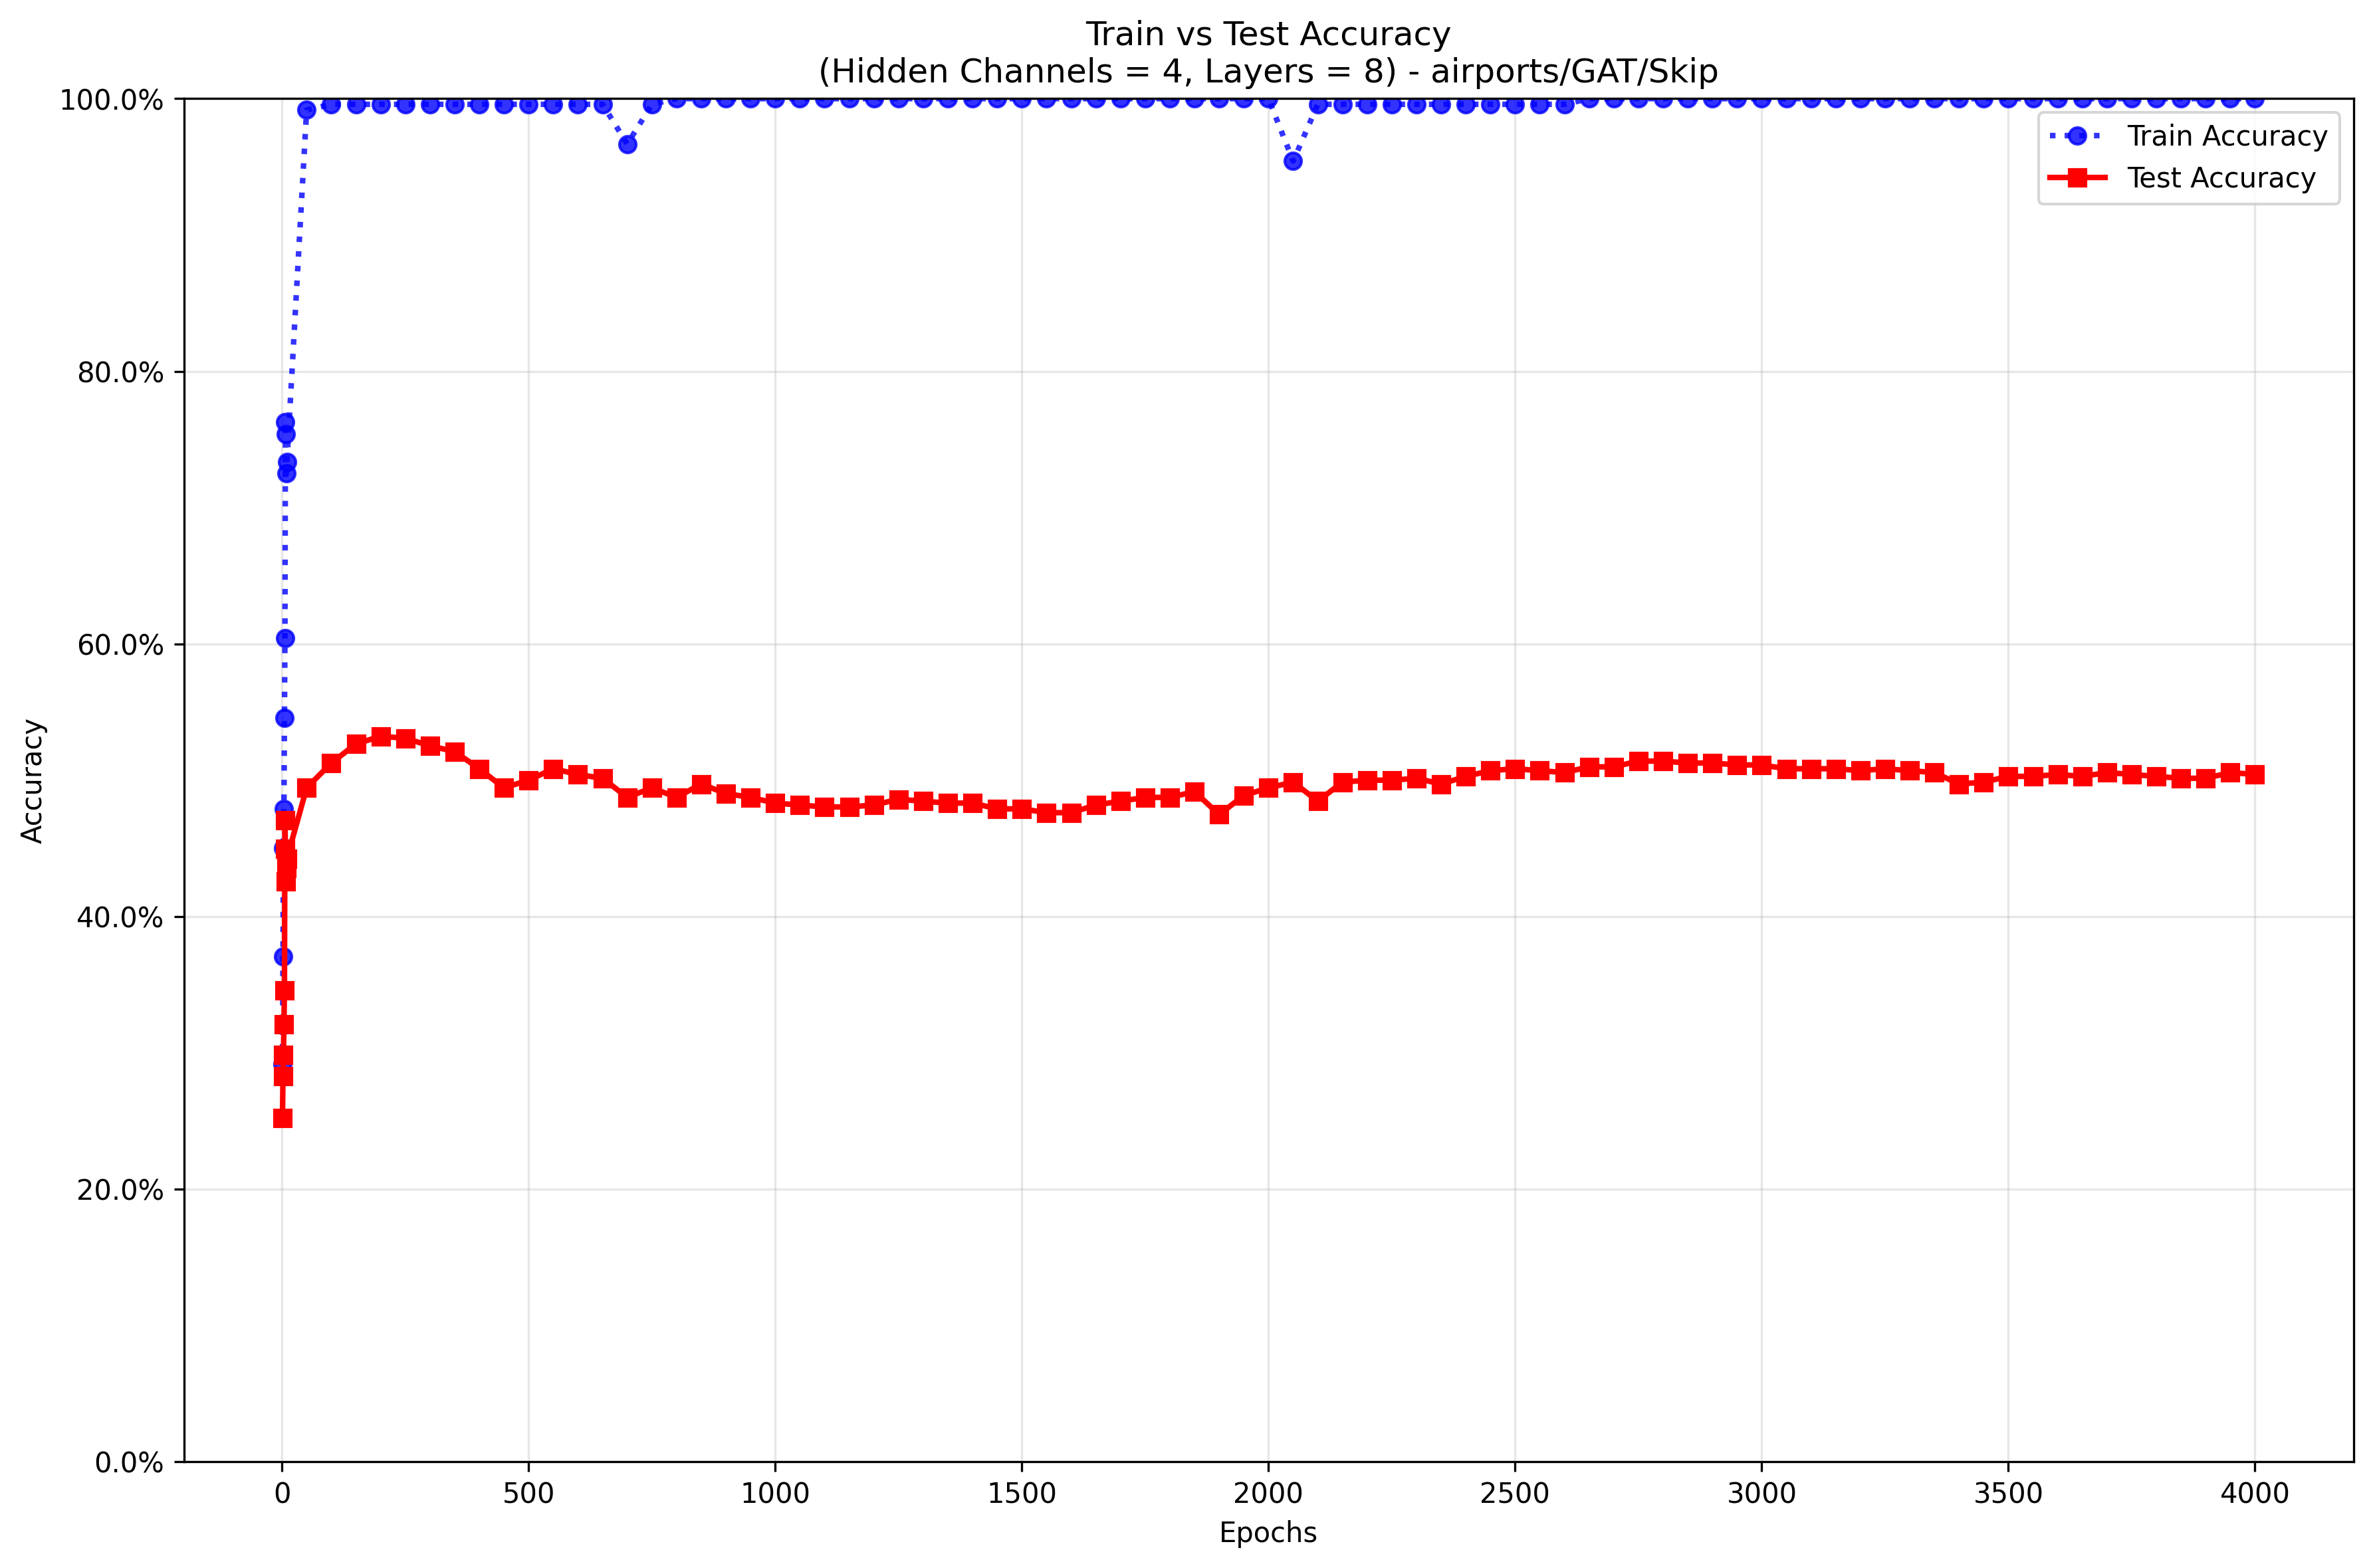 Train vs Test Accuracy
(Hidden Channels = 4, Layers = 8) - airports/GAT/Skip
100.0%
80.0%
60.0%
40.0%
20.0%
0.0%
Accuracy
Train Accuracy
Test Accuracy
0 500 1000 1500 2000 2500 3000 3500 4000
Epochs